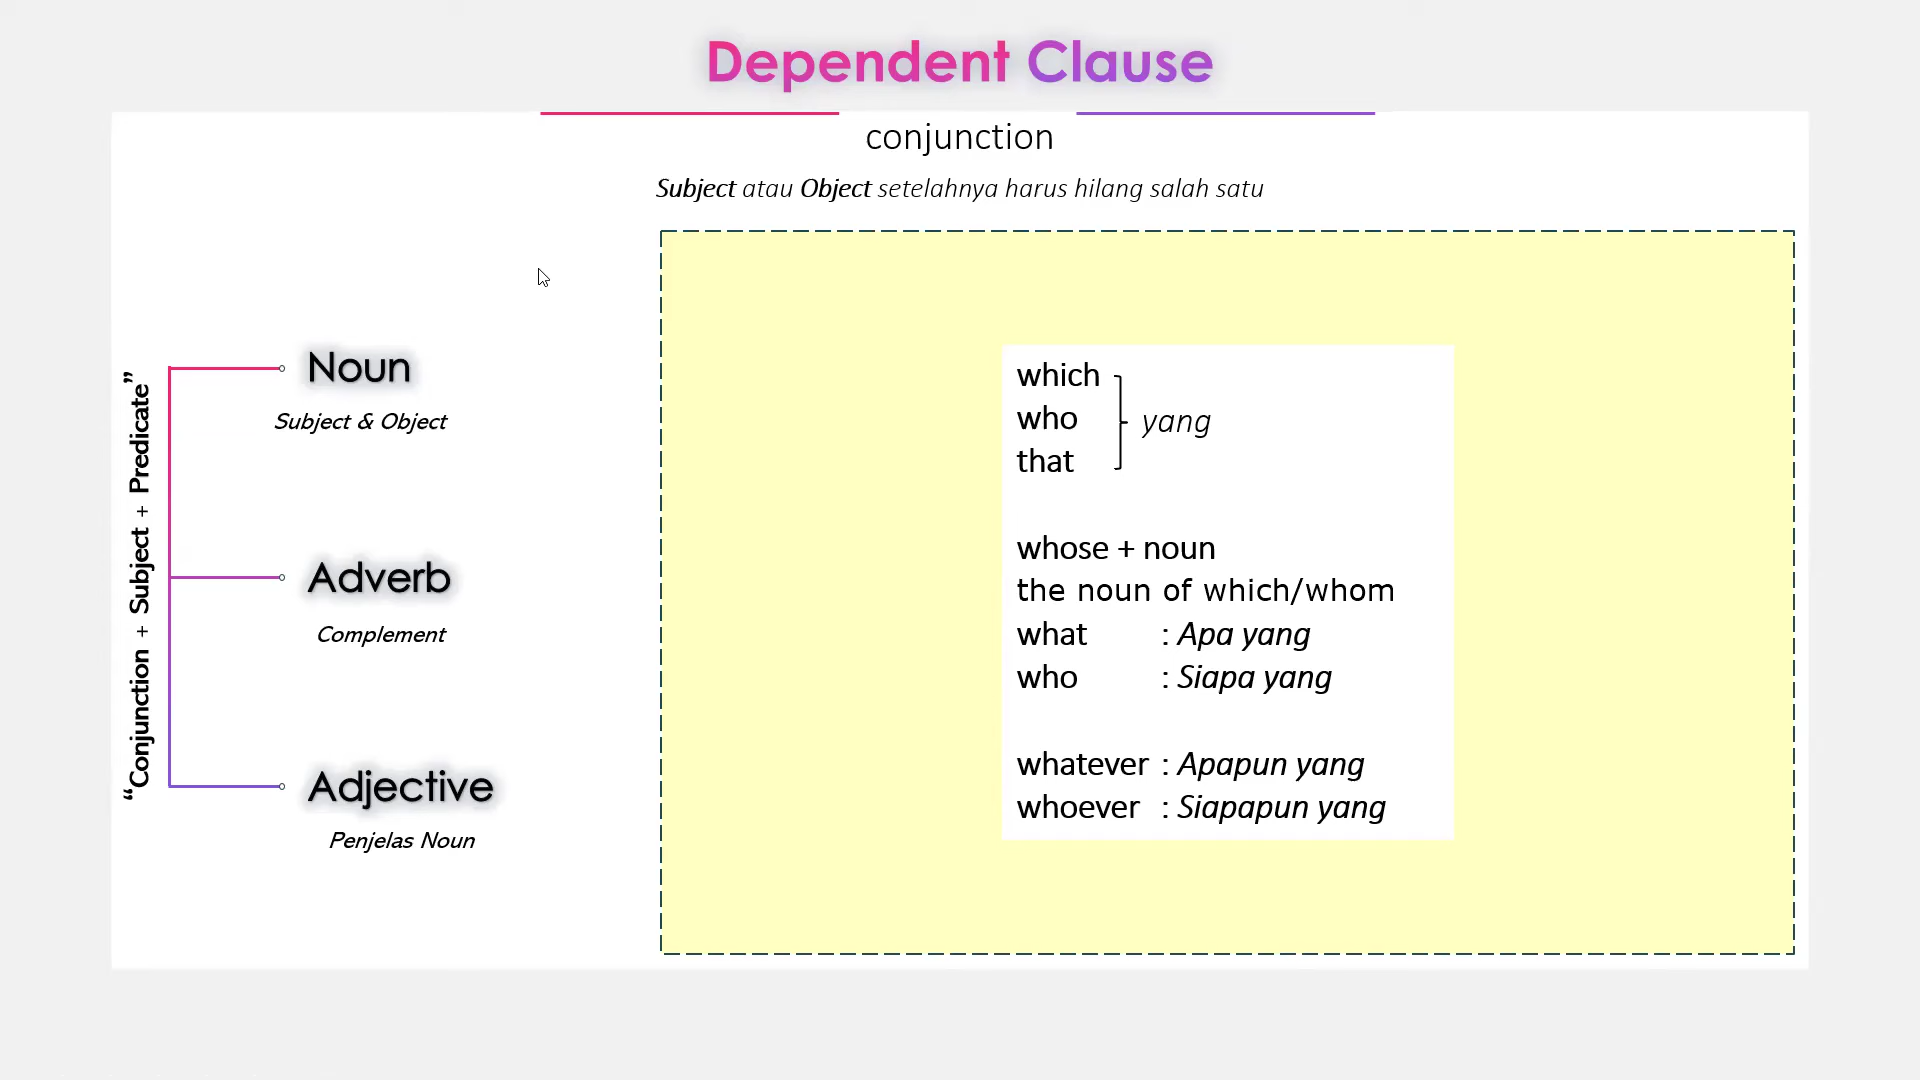 Dependent Clause
conjunction
Subject atau Object setelahnya harus hilang salah satu
“Conjunction + Subject + Predicate”
Noun
Subject & Object
Adverb
Complement
Adjective
Penjelas Noun
which
who
that
yang
whose + noun
the noun of which/whom
what : Apa yang
who : Siapa yang
whatever : Apapun yang
whoever : Siapapun yang